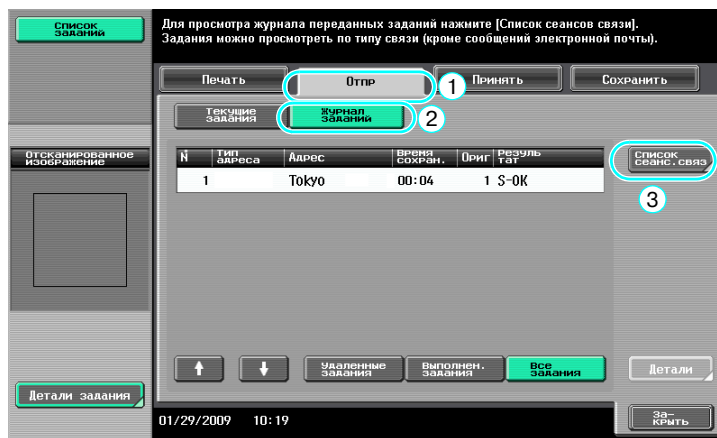 Список
заданий
Для просмотра журнала переданных заданий нажмите [Список сеансов связи].
Задания можно просмотреть по типу связи (кроме сообщений электронной
почты).
Печать
Отпр
Принять
Сохранить
1
Текущие
задания
Журнал
заданий
2
Отсканированное
изображение
N
Тип
адреса
Адрес
Время
сохран.
Ориг
Резуль
тат
Список
сеанс.связ
1 Tokyo 00:04 1 S-OK
3
Удаленные
задания
Выполнен.
задания
Все
задания
Детали
Детали задания
01/29/2009 10:19
За-
крыть